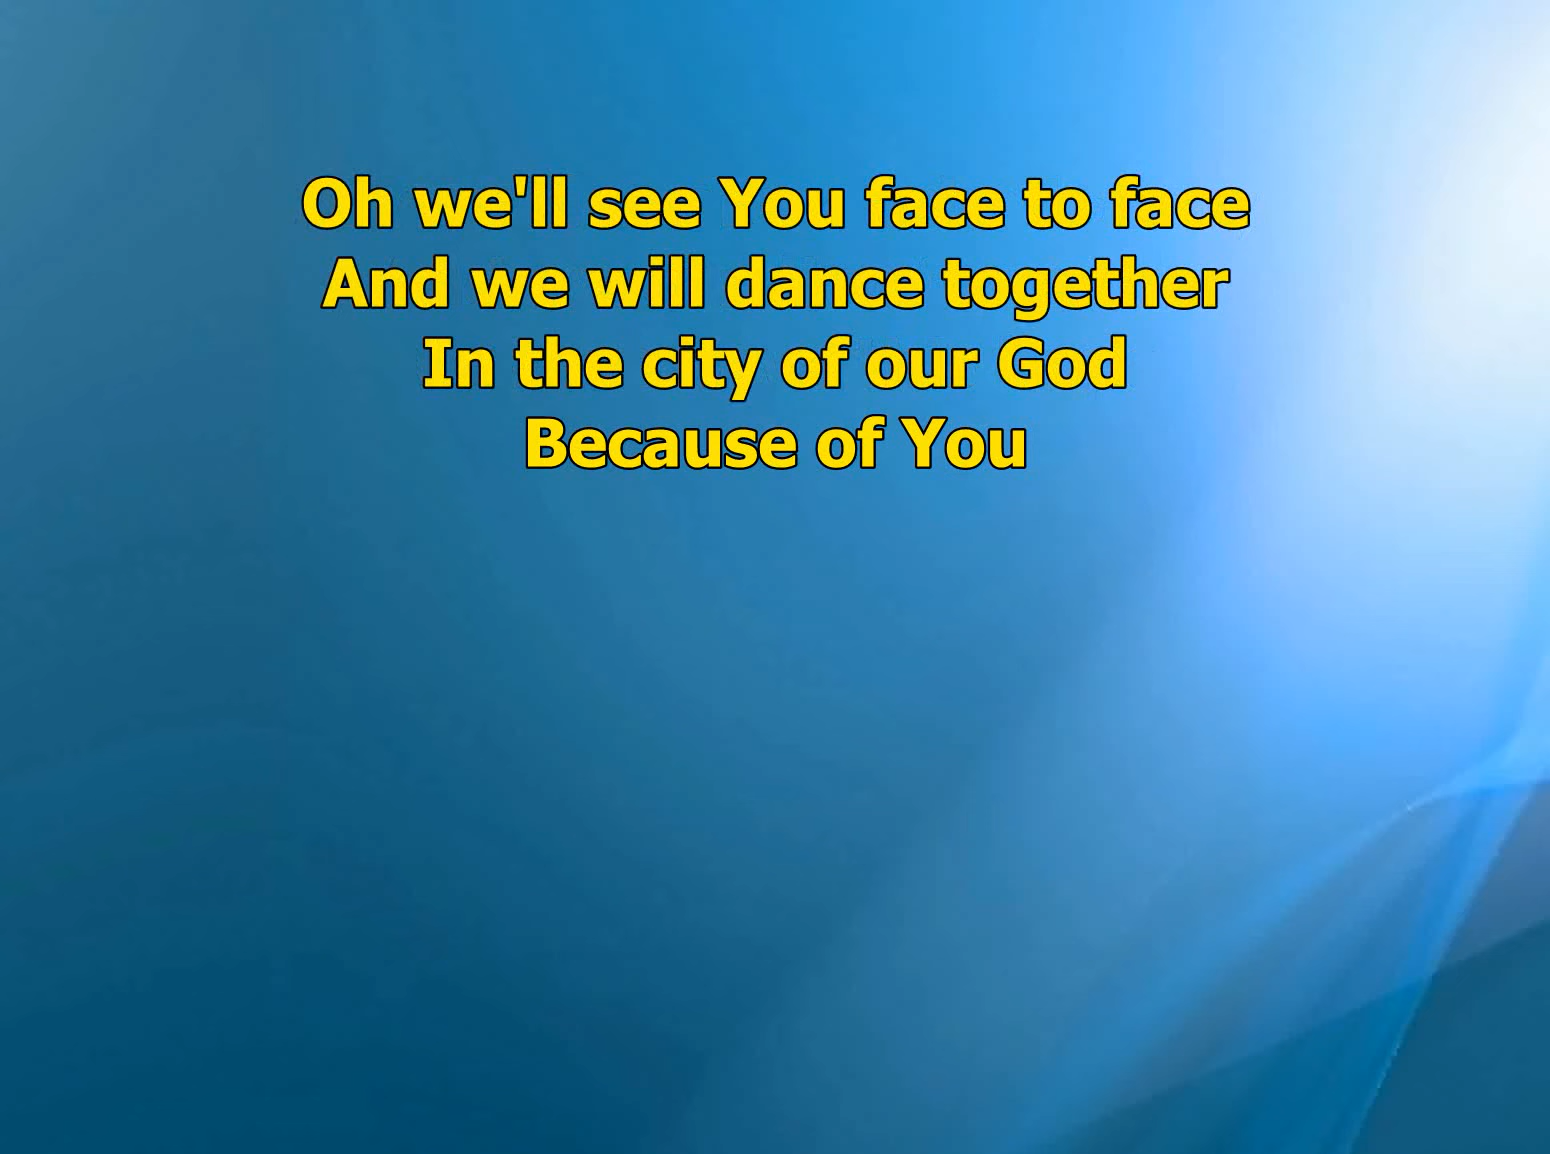 Oh we'll see You face to face
And we will dance together
In the city of our God
Because of You